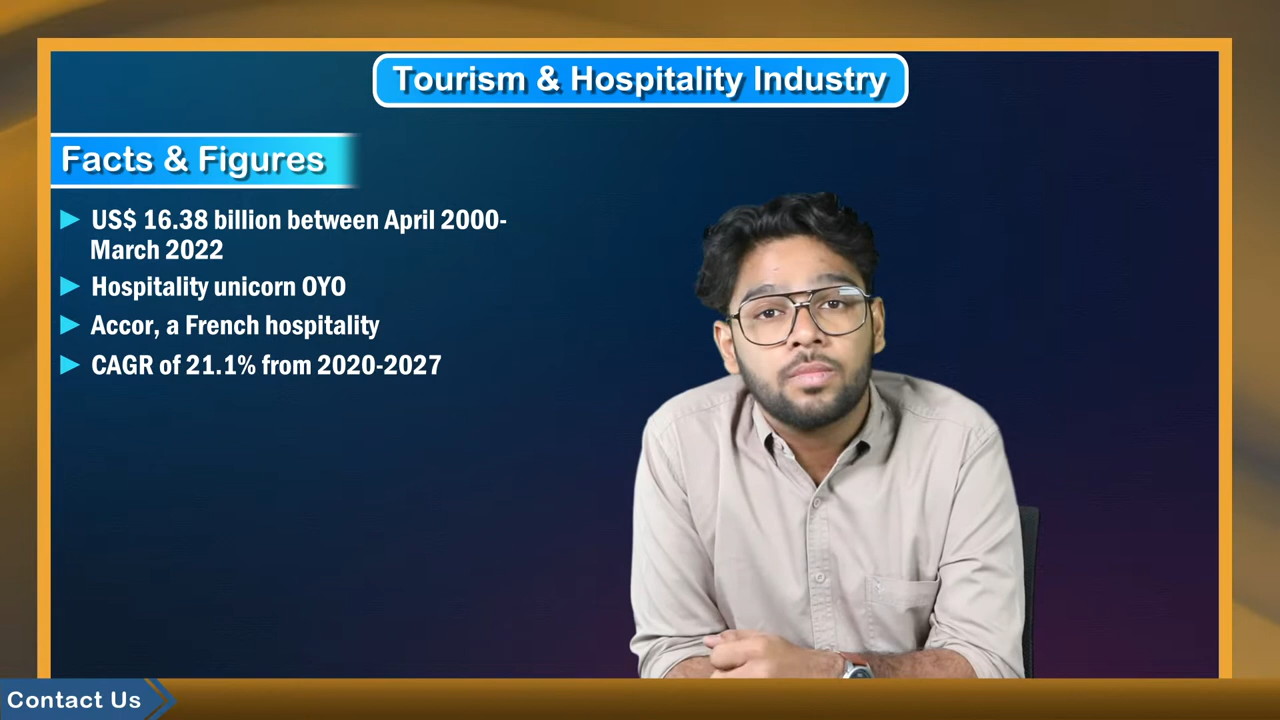 Tourism & Hospitality Industry
Facts & Figures
US$ 16.38 billion between April 2000-
March 2022
Hospitality unicorn OYO
Accor, a French hospitality
CAGR of 21.1% from 2020-2027
Contact Us